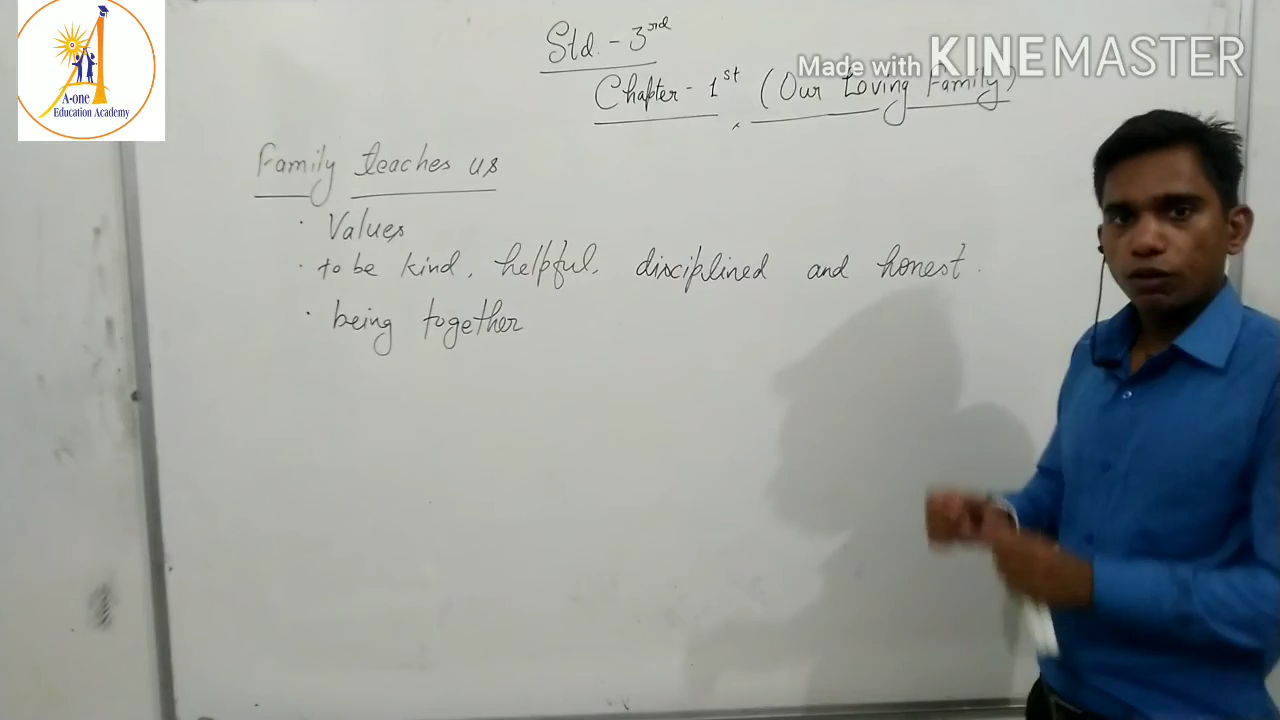 A-one
Education Academy
Made with KINEMASTER
Std. - 3rd
Chapter - 1st (Our Loving Family)
Family teaches us
· Values
· to be kind, helpful, disciplined and honest.
· being together